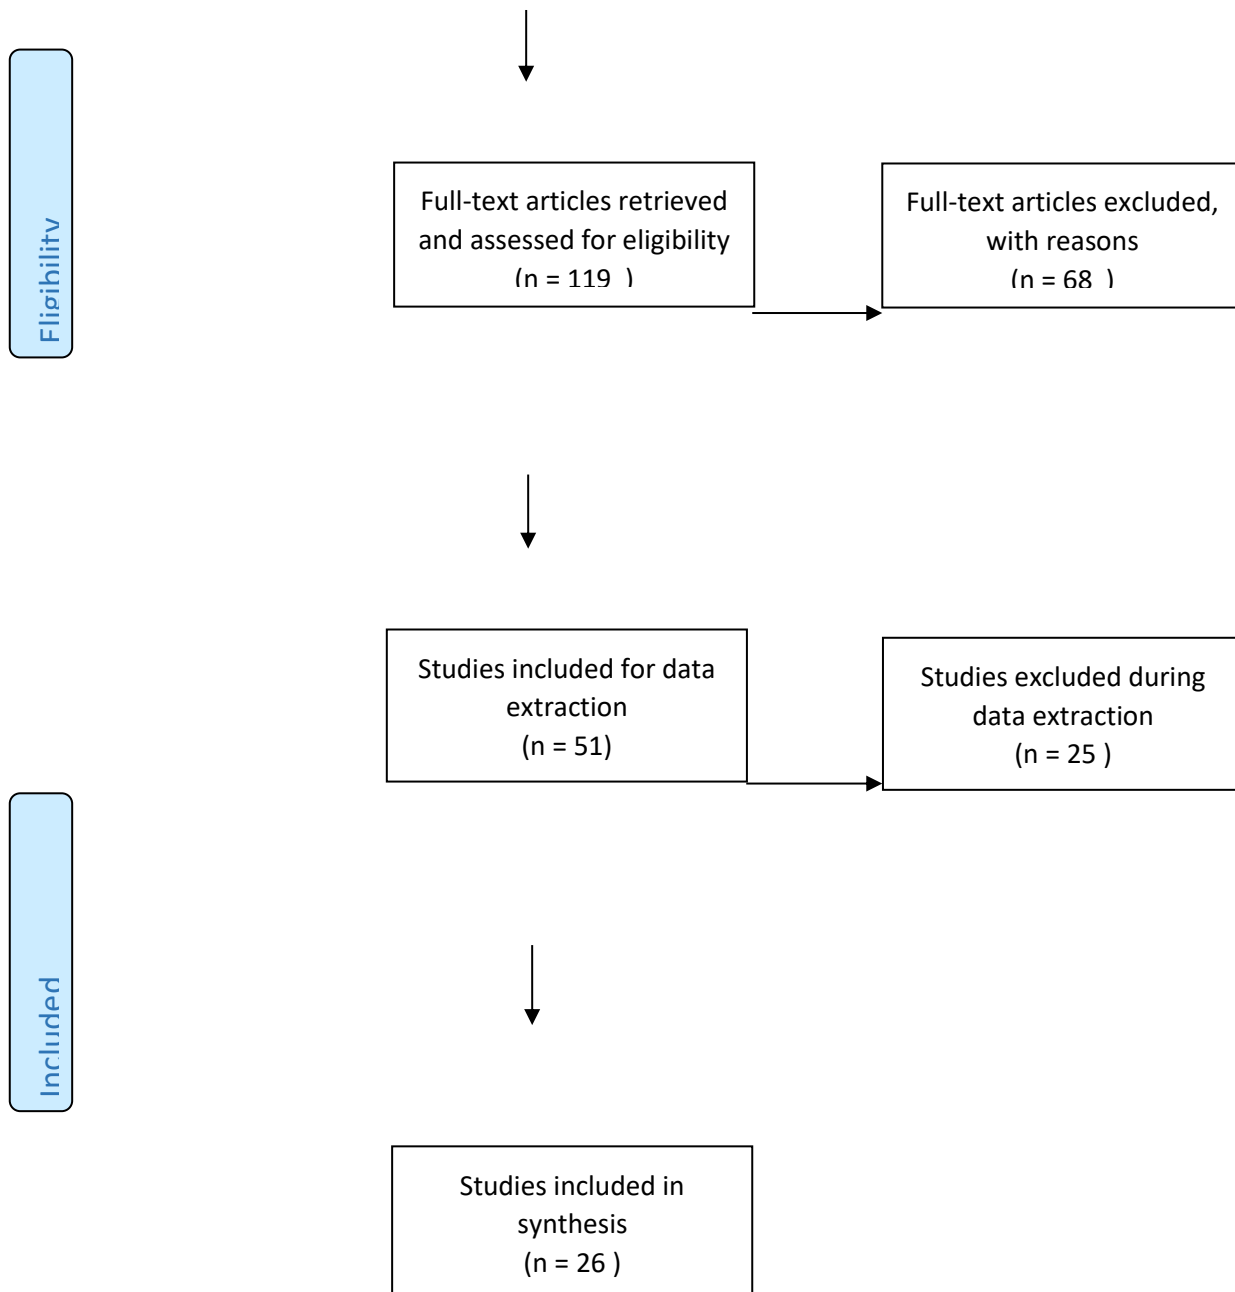 Eligibility
Full-text articles retrieved
and assessed for eligibility
(n = 119 )
Full-text articles excluded,
with reasons
(n = 68 )
Studies included for data
extraction
(n = 51)
Studies excluded during
data extraction
(n = 25 )
Included
Studies included in
synthesis
(n = 26 )